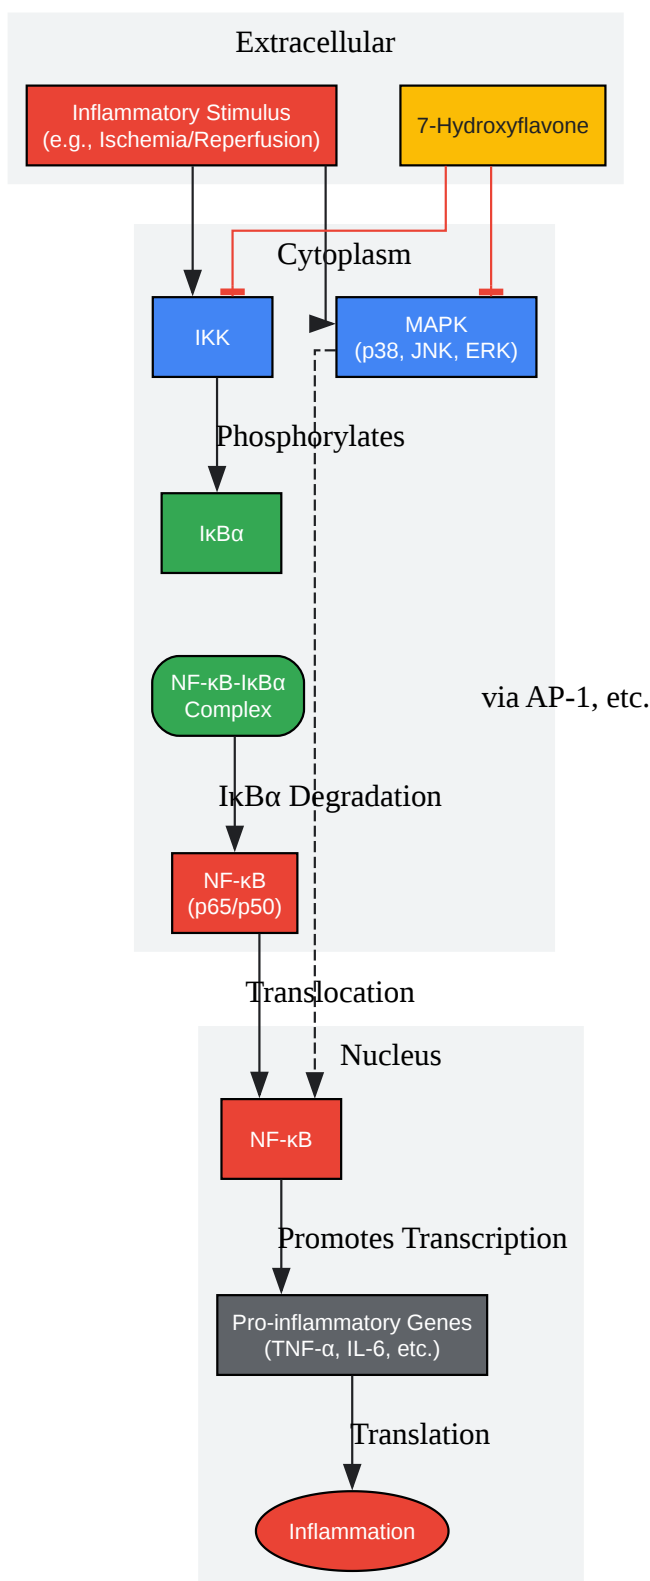 Extracellular
Inflammatory Stimulus
(e.g., Ischemia/Reperfusion)
7-Hydroxyflavone
Cytoplasm
IKK
MAPK
(p38, JNK, ERK)
Phosphorylates
IκBα
NF-κB-IκBα
Complex
via AP-1, etc.
IκBα Degradation
NF-κB
(p65/p50)
Translocation
Nucleus
NF-κB
Promotes Transcription
Pro-inflammatory Genes
(TNF-α, IL-6, etc.)
Translation
Inflammation